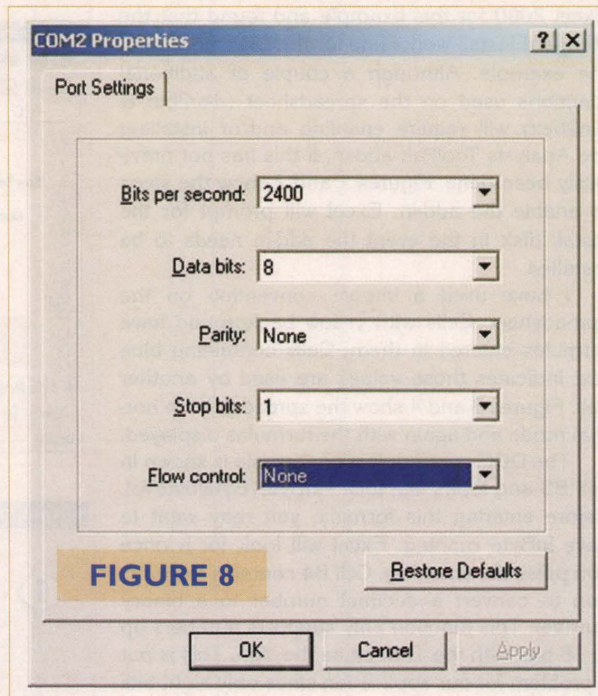 COM2 Properties
? X
Port Settings
Bits per second: 2400
Data bits: 8
Parity: None
Stop bits: 1
Flow control: None
FIGURE 8
Restore Defaults
OK Cancel Apply